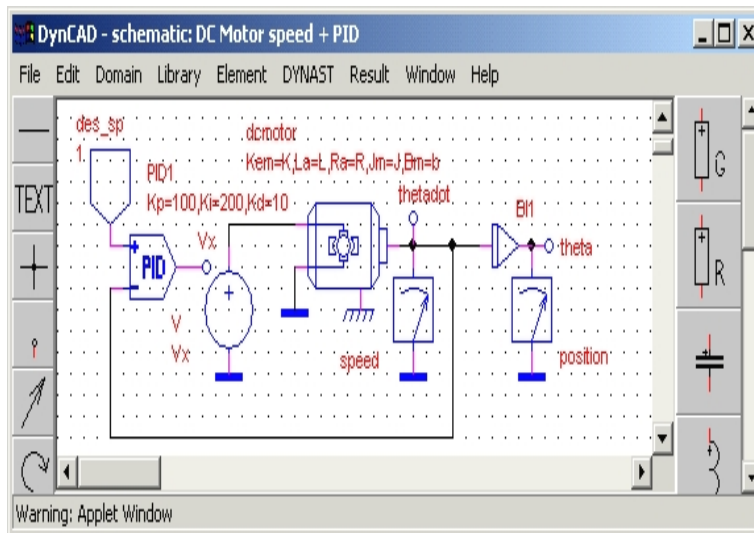 DynCAD - schematic: DC Motor speed + PID
File Edit Domain Library Element DYNAST Result Window Help
des_sp
1.
dcmotor
Kem=K,La=L,Ra=R,Jm=J,Bm=b
PID1
Kp=100,Ki=200,Kd=10
thetadot
BI1
TEXT
G
Vx
theta
PID
R
V
Vx
speed
position
Warning: Applet Window